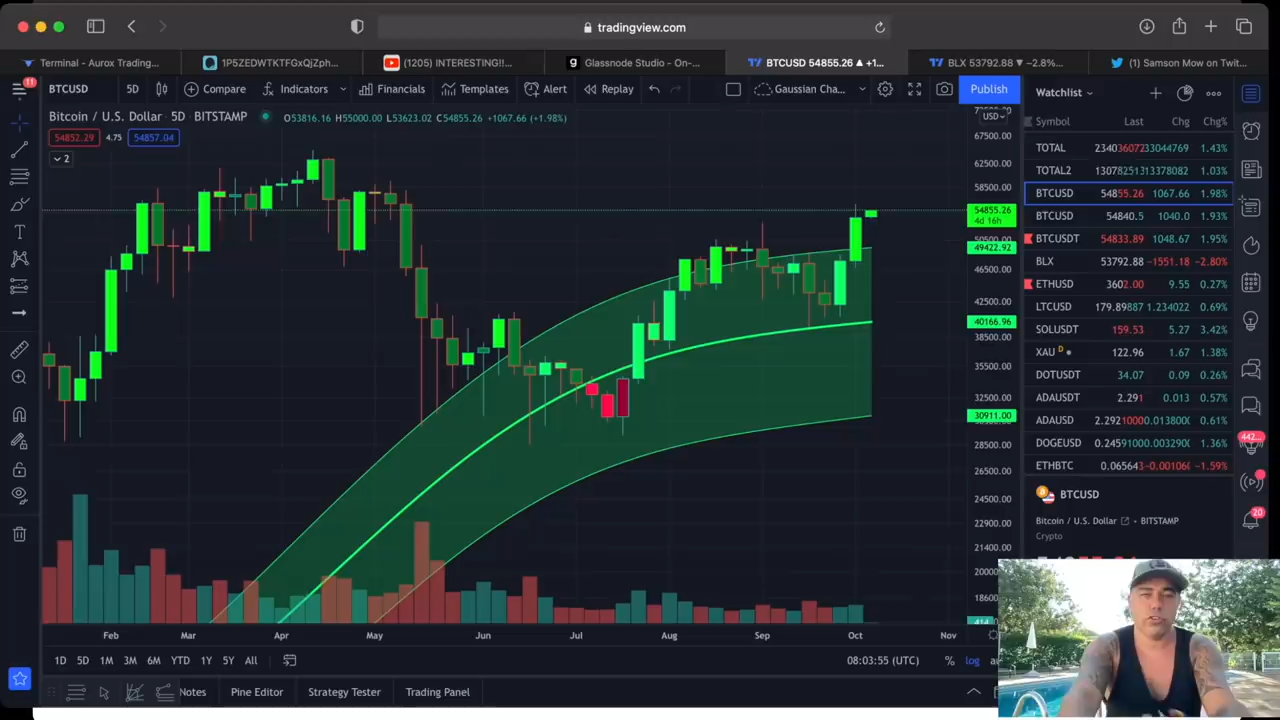 tradingview.com
Terminal - Aurox Trading... 1P5ZEDWTKTFGxQjZph... (1205) INTERESTING!!... Glassnode Studio - On-... BTCUSD 54855.26 ▲ +1... BLX 53792.88 ▼ −2.8%... (1) Samson Mow on Twit...
11 BTCUSD 5D Compare Indicators Financials Templates Alert Replay Gaussian Cha... Publish Watchlist
Bitcoin / U.S. Dollar · 5D · BITSTAMP O53816.16 H55000.00 L53623.02 C54855.26 +1067.66 (+1.98%)
54852.29 4.75 54857.04
2
USD
67500.00
62500.00
58500.00
54855.26
4d 16h
49422.92
46500.00
42500.00
40166.96
38500.00
35500.00
32500.00
30911.00
28500.00
26500.00
24500.00
22900.00
21400.00
414
Symbol Last Chg Chg%
TOTAL 1.43%
TOTAL2 1.03%
BTCUSD 54855.26 1067.66 1.98%
BTCUSD 54840.5 1040.0 1.93%
BTCUSDT 54833.89 1048.67 1.95%
BLX 53792.88 −1551.18 −2.80%
ETHUSD 3602.00 9.55 0.27%
LTCUSD 179.89887 1.234022 0.69%
SOLUSDT 159.53 5.27 3.42%
XAU D 122.96 1.67 1.38%
DOTUSDT 34.07 0.09 0.26%
ADAUSDT 2.291 0.013 0.57%
ADAUSD 0.61%
DOGEUSD 1.36%
ETHBTC −1.59%
BTCUSD
Bitcoin / U.S. Dollar · BITSTAMP
Crypto
442...
20
Feb Mar Apr May Jun Jul Aug Sep Oct Nov
1D 5D 1M 3M 6M YTD 1Y 5Y All 08:03:55 (UTC) % log
Notes Pine Editor Strategy Tester Trading Panel